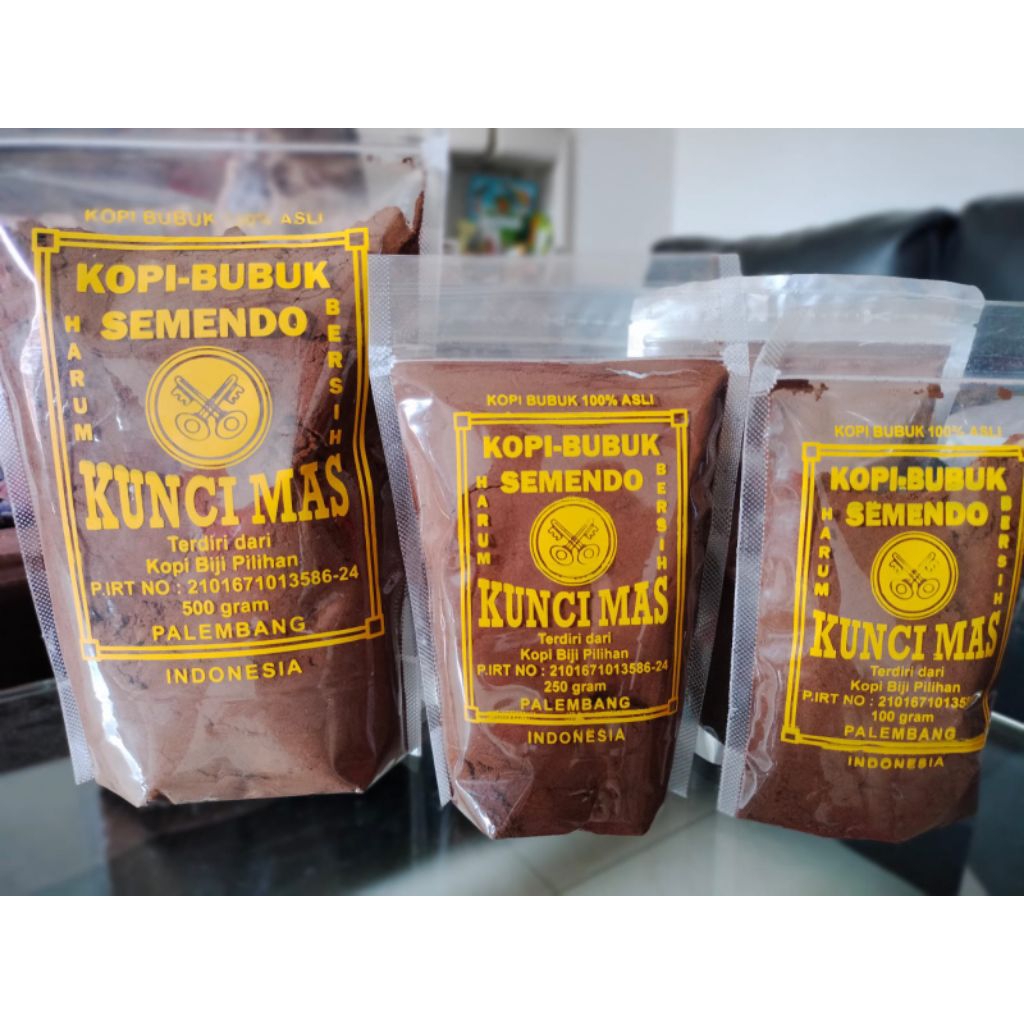 KOPI BUBUK 100% ASLI
KOPI-BUBUK
SEMENDO
HARUM
BERSIH
KUNCI MAS
Terdiri dari
Kopi Biji Pilihan
P.IRT NO : 2101671013586-24
500 gram
PALEMBANG
INDONESIA
KOPI BUBUK 100% ASLI
KOPI-BUBUK
SEMENDO
HARUM
BERSIH
KUNCI MAS
Terdiri dari
Kopi Biji Pilihan
P.IRT NO : 2101671013586-24
250 gram
PALEMBANG
INDONESIA
KOPI BUBUK 100% ASLI
KOPI-BUBUK
SEMENDO
HARUM
BERSIH
KUNCI MAS
Terdiri dari
Kopi Biji Pilihan
P.IRT NO : 21016710135
100 gram
PALEMBANG
INDONESIA